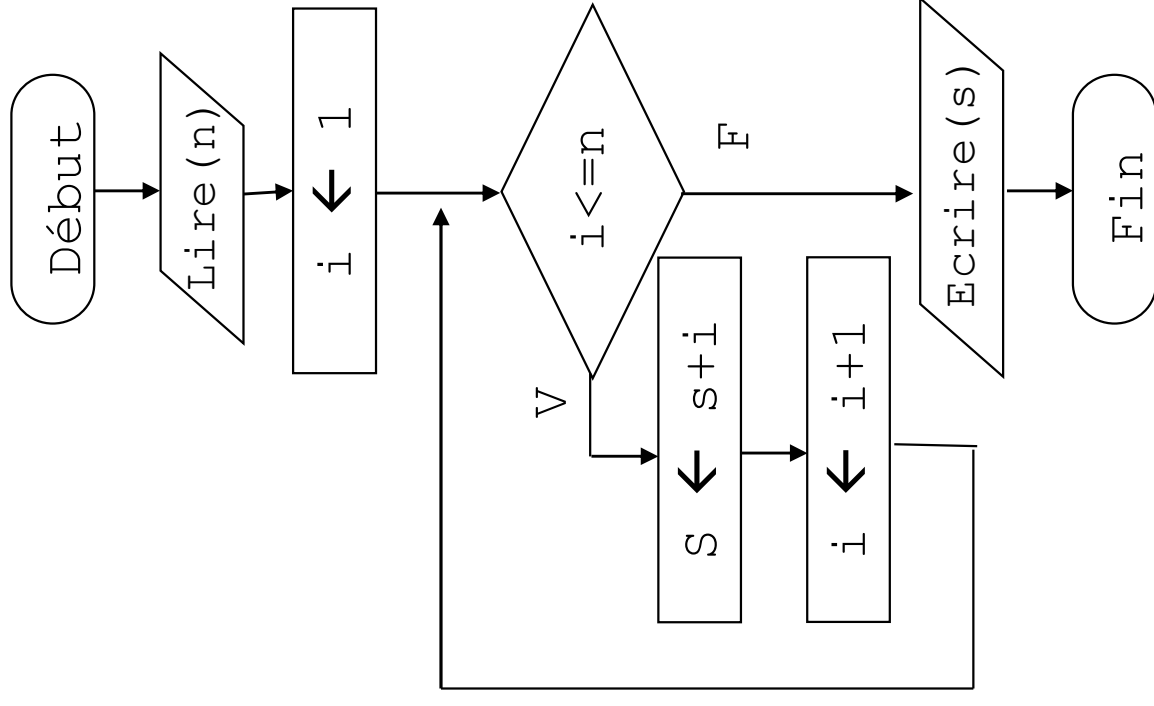 Début
Lire(n)
i ← 1
i<=n
V
F
S ← s+i
i ← i+1
Ecrire(s)
Fin